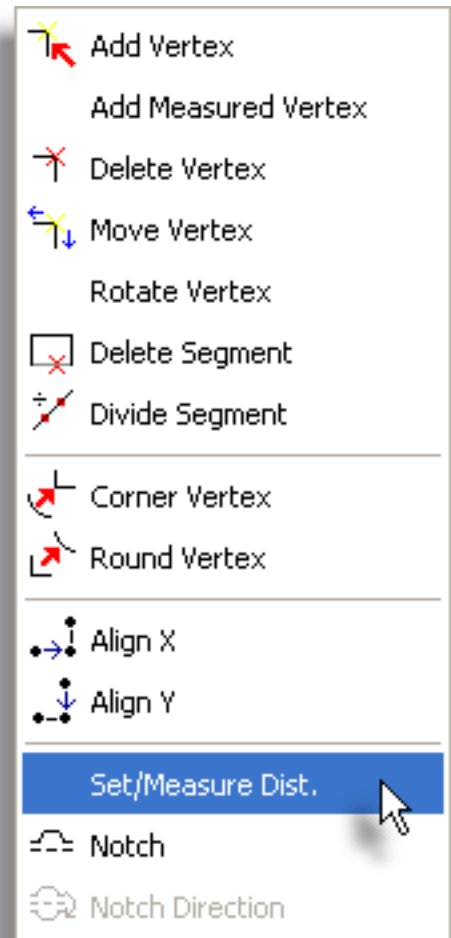 Add Vertex
Add Measured Vertex
Delete Vertex
Move Vertex
Rotate Vertex
Delete Segment
Divide Segment
Corner Vertex
Round Vertex
Align X
Align Y
Set/Measure Dist.
Notch
Notch Direction